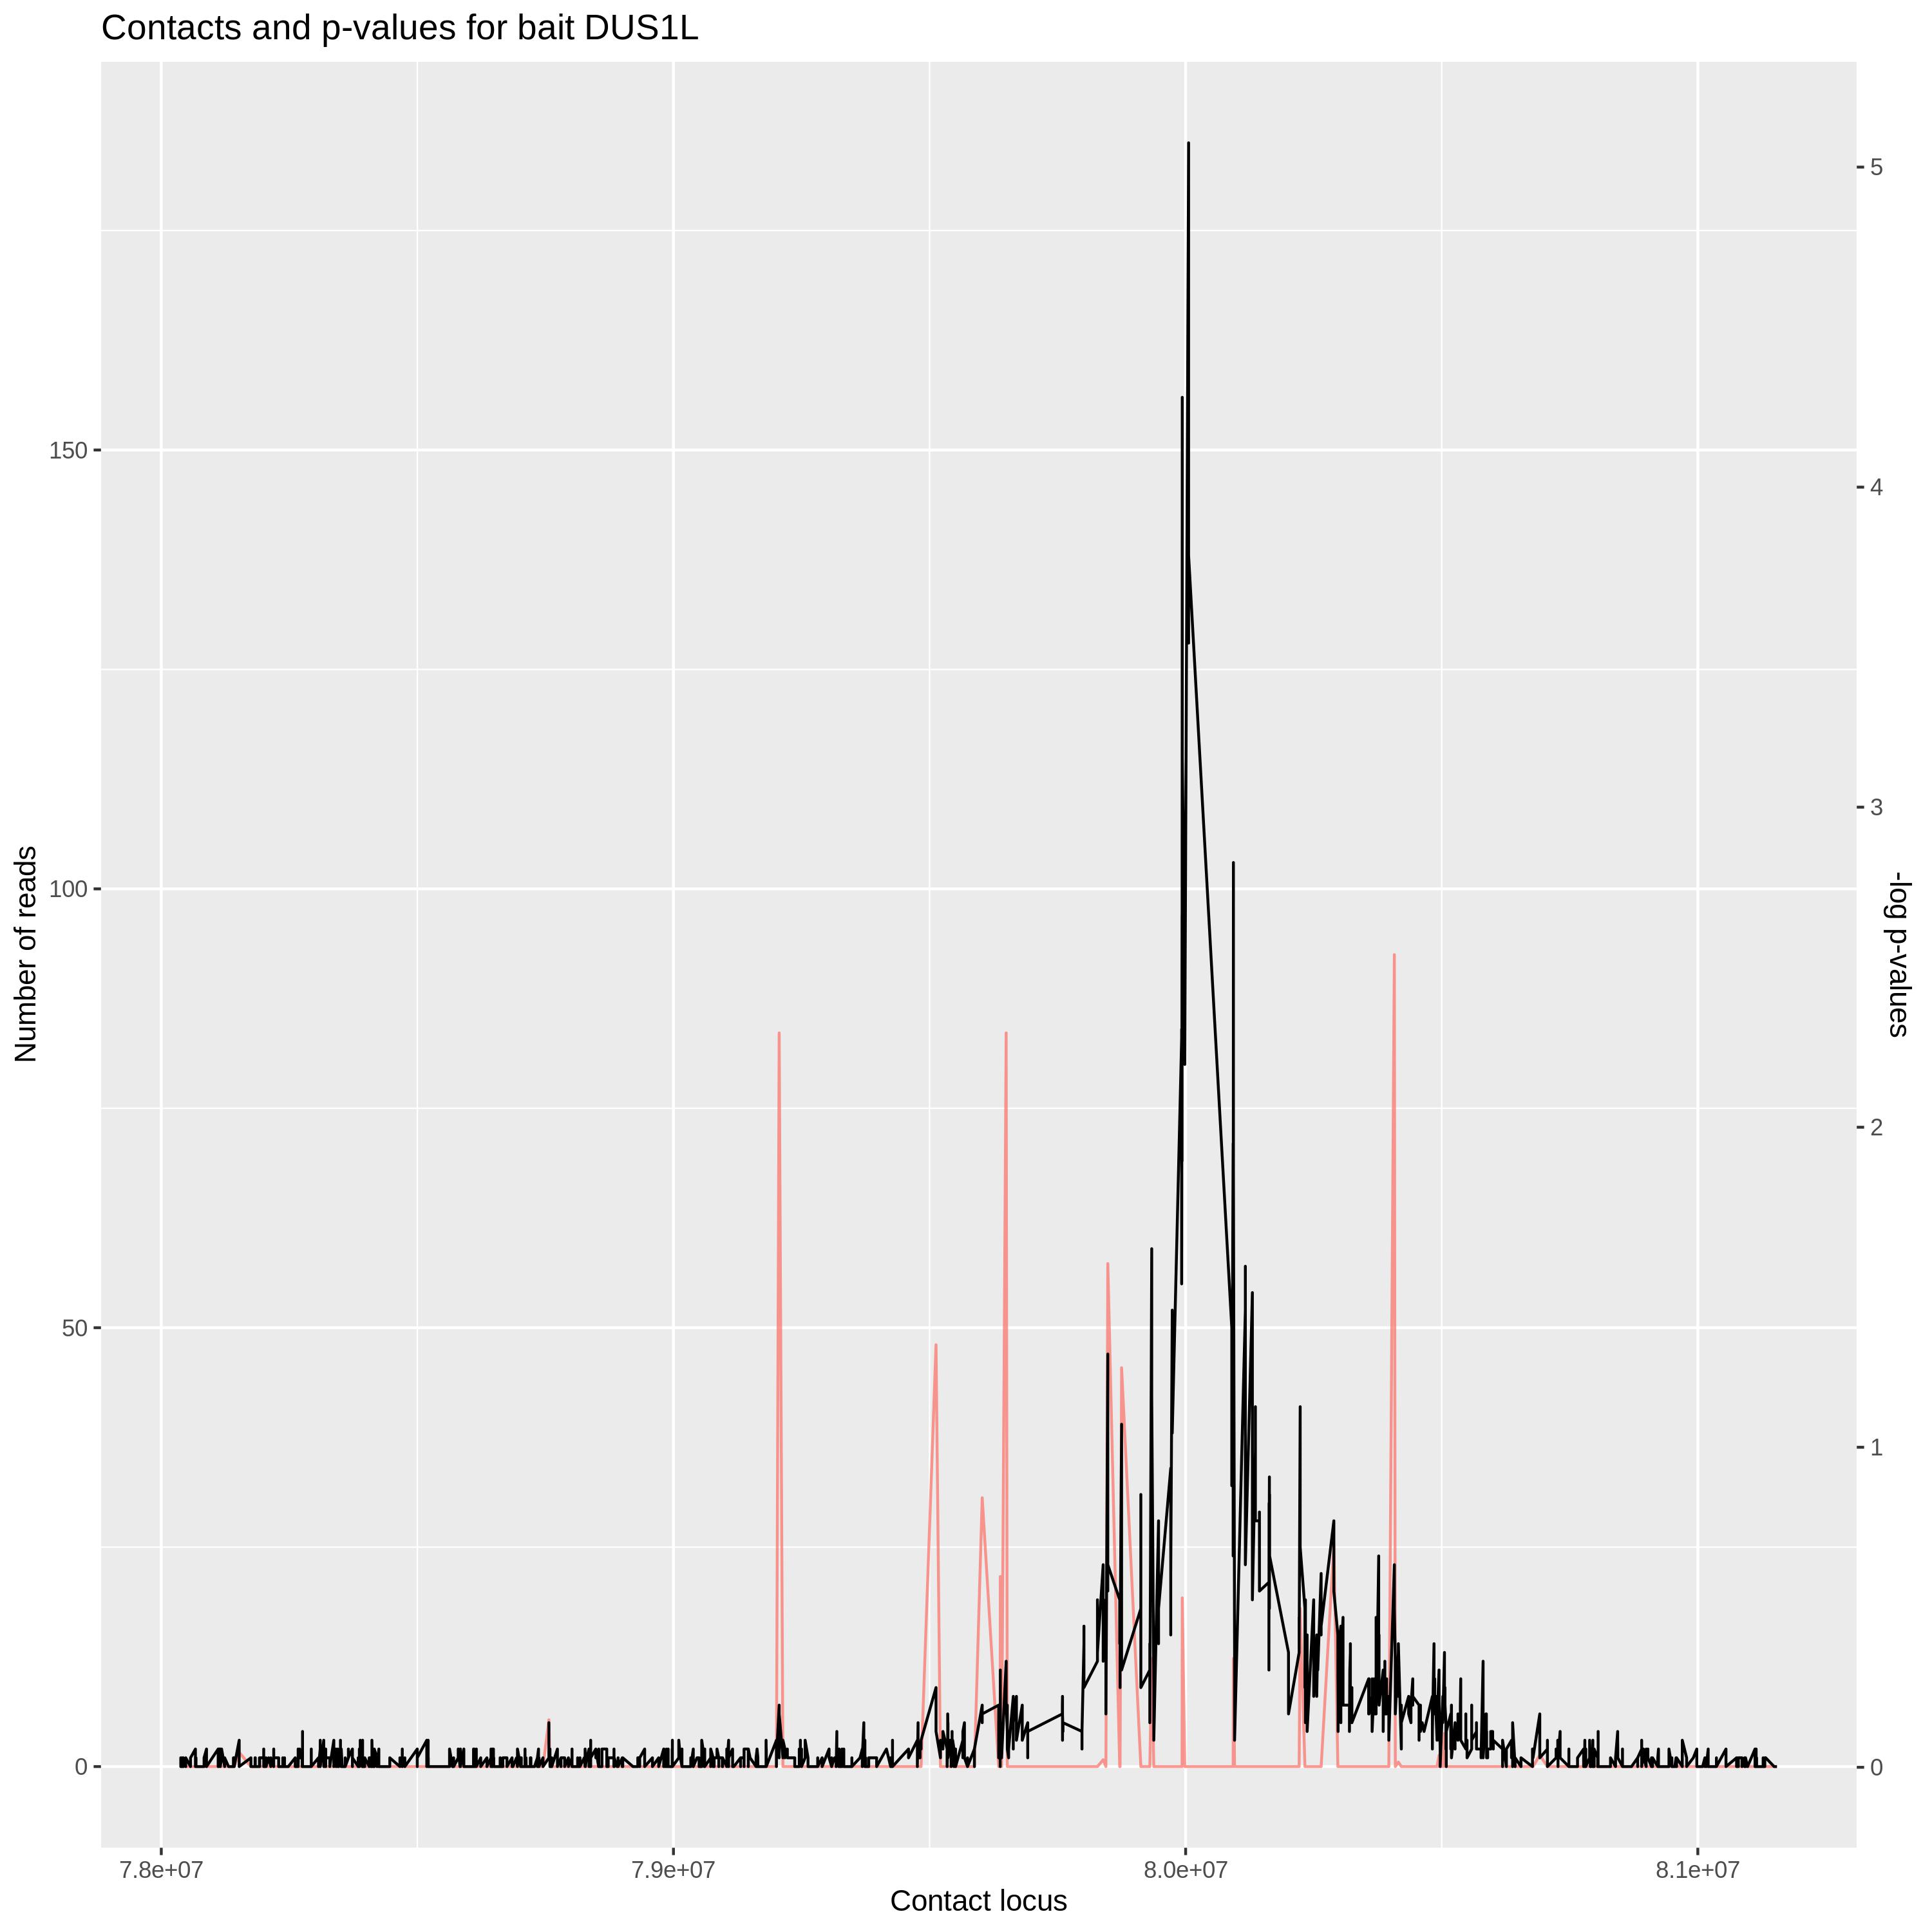 Contacts and p-values for bait DUS1L
Number of reads
150
100
50
0
5
4
3
2
1
0
-log p-values
7.8e+07
7.9e+07
8.0e+07
8.1e+07
Contact locus